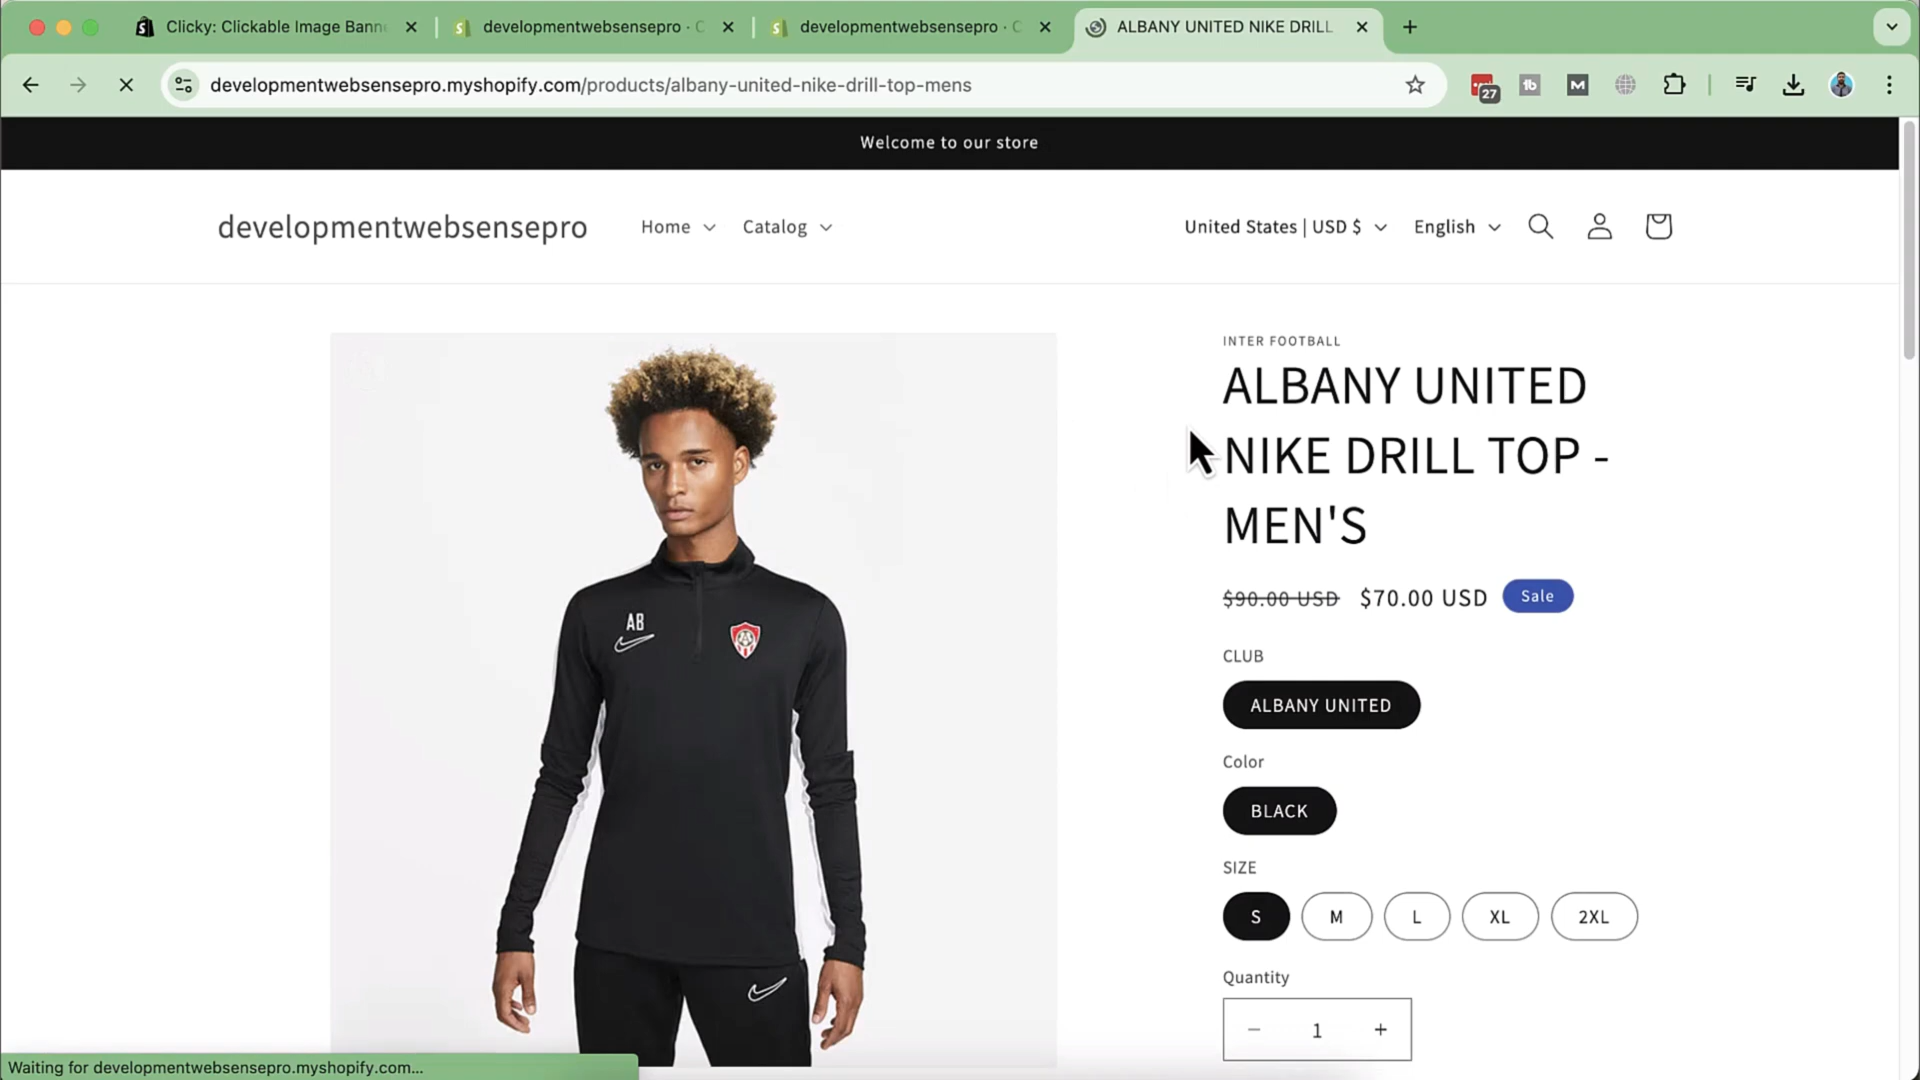 Clicky: Clickable Image Bann
developmentwebsensepro · C
developmentwebsensepro · C
ALBANY UNITED NIKE DRILL
developmentwebsensepro.myshopify.com/products/albany-united-nike-drill-top-mens
27
tb
M
Welcome to our store
developmentwebsensepro
Home
Catalog
United States | USD $
English
INTER FOOTBALL
ALBANY UNITED
NIKE DRILL TOP -
MEN'S
$90.00 USD $70.00 USD Sale
CLUB
ALBANY UNITED
Color
BLACK
SIZE
S M L XL 2XL
Quantity
− 1 +
AB
Waiting for developmentwebsensepro.myshopify.com...